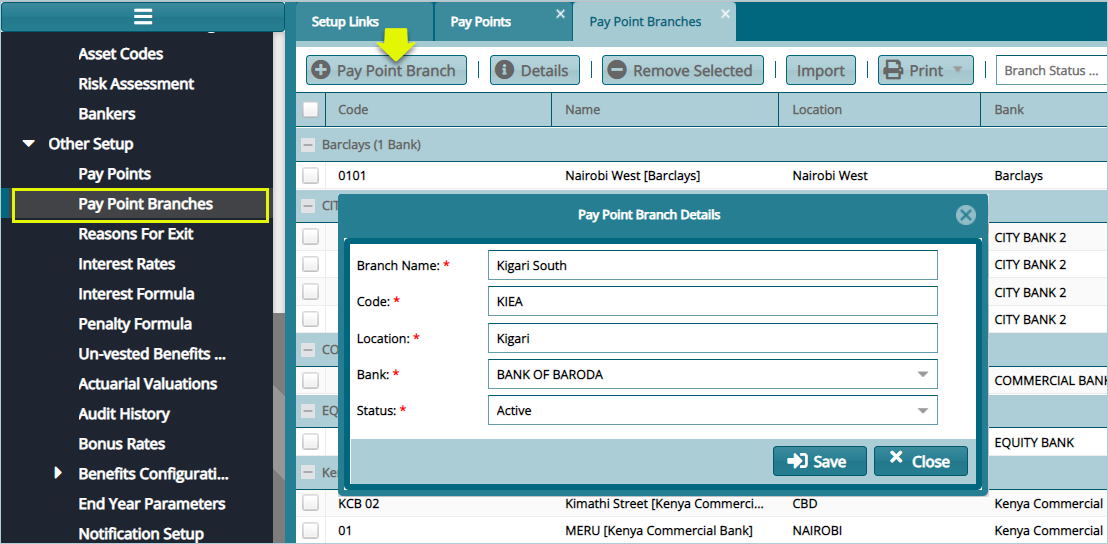 Setup Links
Pay Points
Pay Point Branches
Asset Codes
Risk Assessment
Bankers
Other Setup
Pay Points
Pay Point Branches
Reasons For Exit
Interest Rates
Interest Formula
Penalty Formula
Un-vested Benefits ...
Actuarial Valuations
Audit History
Bonus Rates
Benefits Configurati...
End Year Parameters
Notification Setup
Pay Point Branch
Details
Remove Selected
Import
Print
Branch Status ...
Code Name Location Bank
Barclays (1 Bank)
0101 Nairobi West [Barclays] Nairobi West Barclays
CIT
CITY BANK 2
CITY BANK 2
CITY BANK 2
CITY BANK 2
CO
COMMERCIAL BANK
EQ
EQUITY BANK
Ken
KCB 02 Kimathi Street [Kenya Commerci... CBD Kenya Commercial
01 MERU [Kenya Commercial Bank] NAIROBI Kenya Commercial
Pay Point Branch Details
Branch Name: * Kigari South
Code: * KIEA
Location: * Kigari
Bank: * BANK OF BARODA
Status: * Active
Save
Close